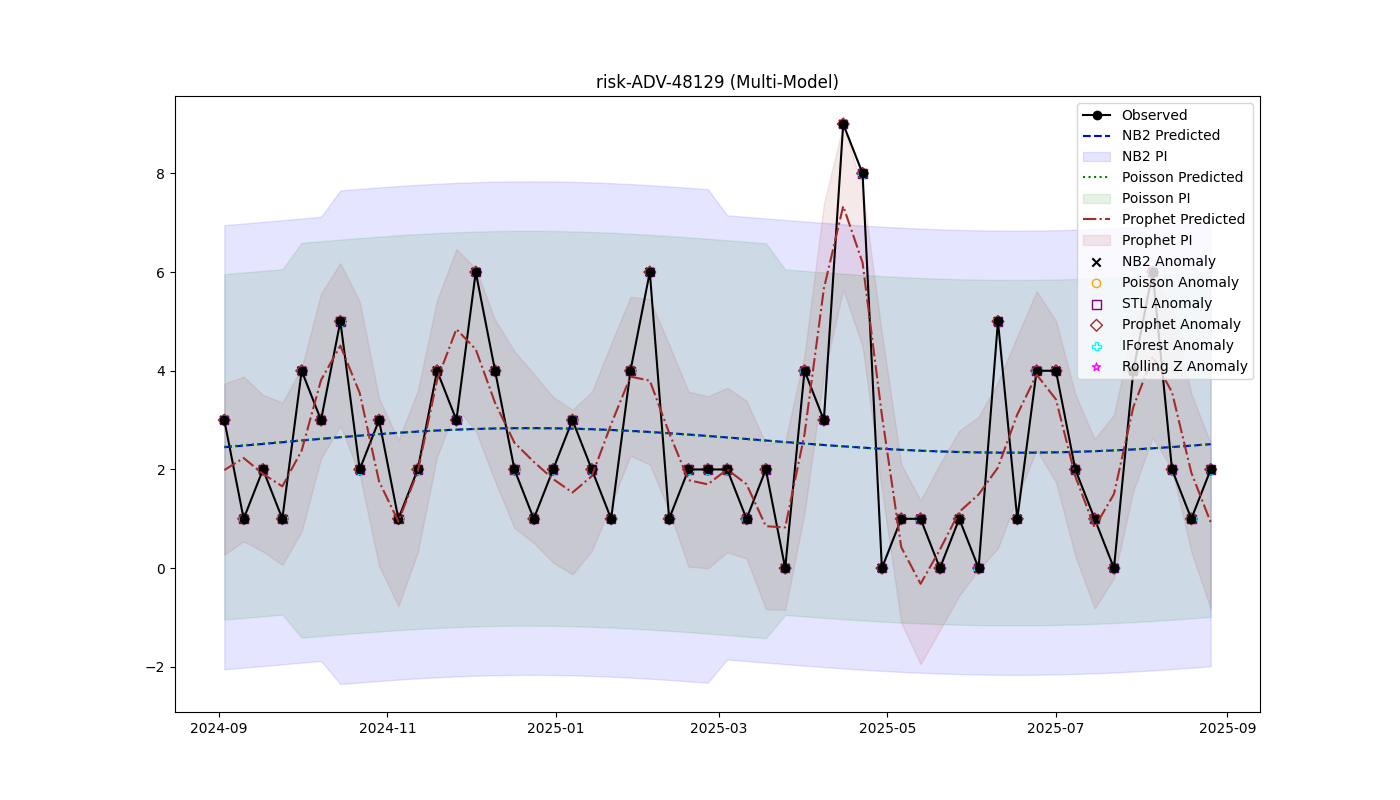 risk-ADV-48129 (Multi-Model)
Observed
NB2 Predicted
NB2 PI
Poisson Predicted
Poisson PI
Prophet Predicted
Prophet PI
NB2 Anomaly
Poisson Anomaly
STL Anomaly
Prophet Anomaly
IForest Anomaly
Rolling Z Anomaly
8
6
4
2
0
−2
2024-09
2024-11
2025-01
2025-03
2025-05
2025-07
2025-09